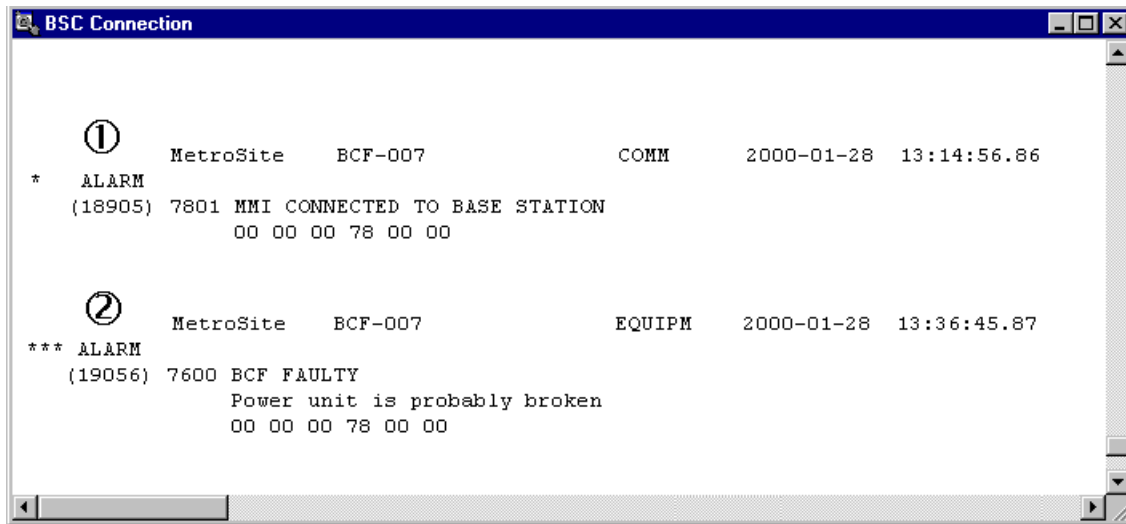 BSC Connection
①
MetroSite BCF-007 COMM 2000-01-28 13:14:56.86
* ALARM
(18905) 7801 MMI CONNECTED TO BASE STATION
00 00 00 78 00 00
②
MetroSite BCF-007 EQUIPM 2000-01-28 13:36:45.87
*** ALARM
(19056) 7600 BCF FAULTY
Power unit is probably broken
00 00 00 78 00 00